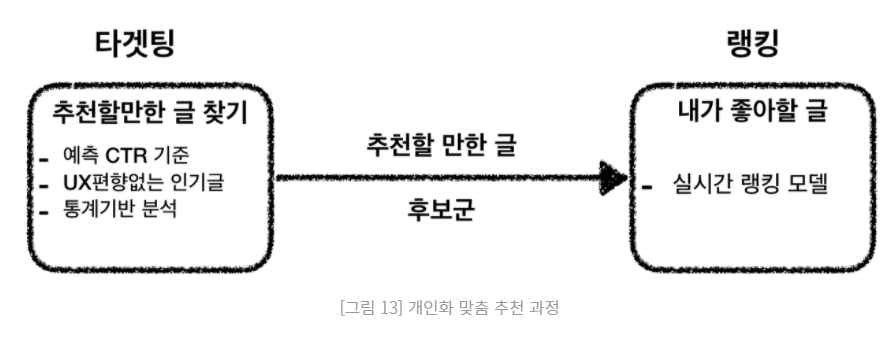 타겟팅
랭킹
추천할만한 글 찾기
- 예측 CTR 기준
- UX편향없는 인기글
- 통계기반 분석
추천할 만한 글
후보군
내가 좋아할 글
- 실시간 랭킹 모델
[그림 13] 개인화 맞춤 추천 과정